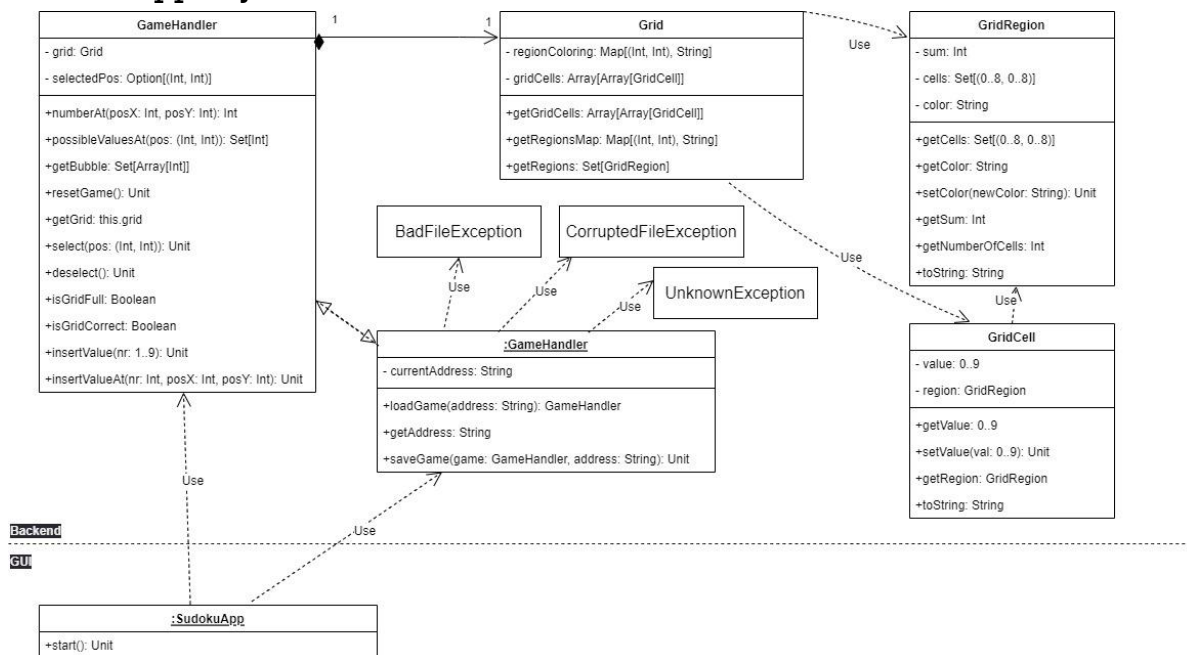 GameHandler
- grid: Grid
- selectedPos: Option[(Int, Int)]
+numberAt(posX: Int, posY: Int): Int
+possibleValuesAt(pos: (Int, Int)): Set[Int]
+getBubble: Set[Array[Int]]
+resetGame(): Unit
+getGrid: this.grid
+select(pos: (Int, Int)): Unit
+deselect(): Unit
+isGridFull: Boolean
+isGridCorrect: Boolean
+insertValue(nr: 1..9): Unit
+insertValueAt(nr: Int, posX: Int, posY: Int): Unit
1
1
Grid
- regionColoring: Map[(Int, Int), String]
- gridCells: Array[Array[GridCell]]
+getGridCells: Array[Array[GridCell]]
+getRegionsMap: Map[(Int, Int), String]
+getRegions: Set[GridRegion]
Use
GridRegion
- sum: Int
- cells: Set[(0..8, 0..8)]
- color: String
+getCells: Set[(0..8, 0..8)]
+getColor: String
+setColor(newColor: String): Unit
+getSum: Int
+getNumberOfCells: Int
+toString: String
BadFileException
CorruptedFileException
UnknownException
Use
Use
Use
Use
Use
:GameHandler
- currentAddress: String
+loadGame(address: String): GameHandler
+getAddress: String
+saveGame(game: GameHandler, address: String): Unit
GridCell
- value: 0..9
- region: GridRegion
+getValue: 0..9
+setValue(val: 0..9): Unit
+getRegion: GridRegion
+toString: String
Use
Use
Backend
GUI
:SudokuApp
+start(): Unit